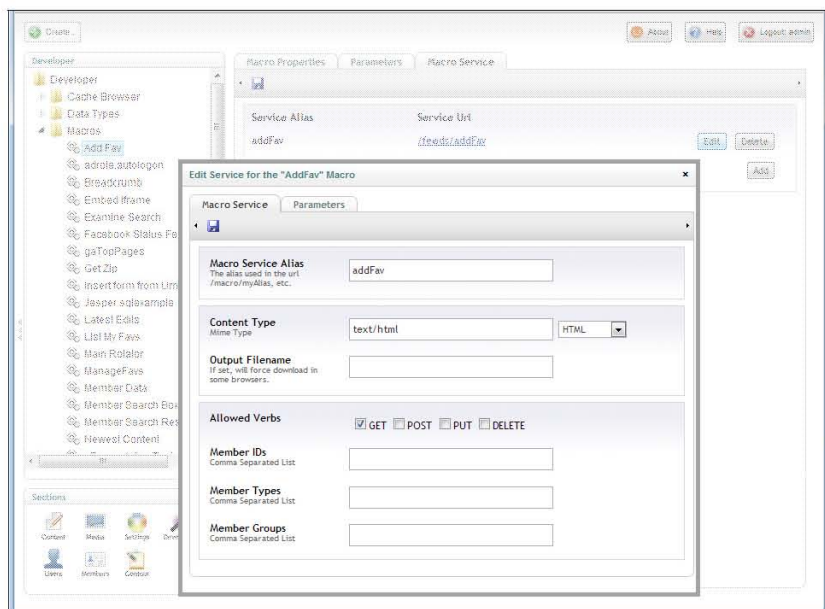 Create...
About
Help
Logout: admin
Developer
Macro Properties
Parameters
Macro Service
Developer
Cache Browser
Data Types
Macros
Add Fav
adrole.autologon
Breadcrumb
Embed Iframe
Examine Search
Facebook Status
gaTopPages
Get Zip
Insert form from
Jasper sqlexample
Latest Edits
List My Favs
Main Rotator
ManageFavs
Member Data
Member Search Box
Member Search Res
Newest Content
Service Alias
Service Url
addFav
/feeds/addFav
Edit
Delete
Add
Edit Service for the "AddFav" Macro
x
Macro Service
Parameters
Macro Service Alias
The alias used in the url
/macro/myAlias, etc.
addFav
Content Type
Mime Type
text/html
HTML
Output Filename
If set, will force download in
some browsers.
Allowed Verbs
GET POST PUT DELETE
Member IDs
Comma Separated List
Member Types
Comma Separated List
Member Groups
Comma Separated List
Sections
Content
Media
Settings
Users
Members
Contour